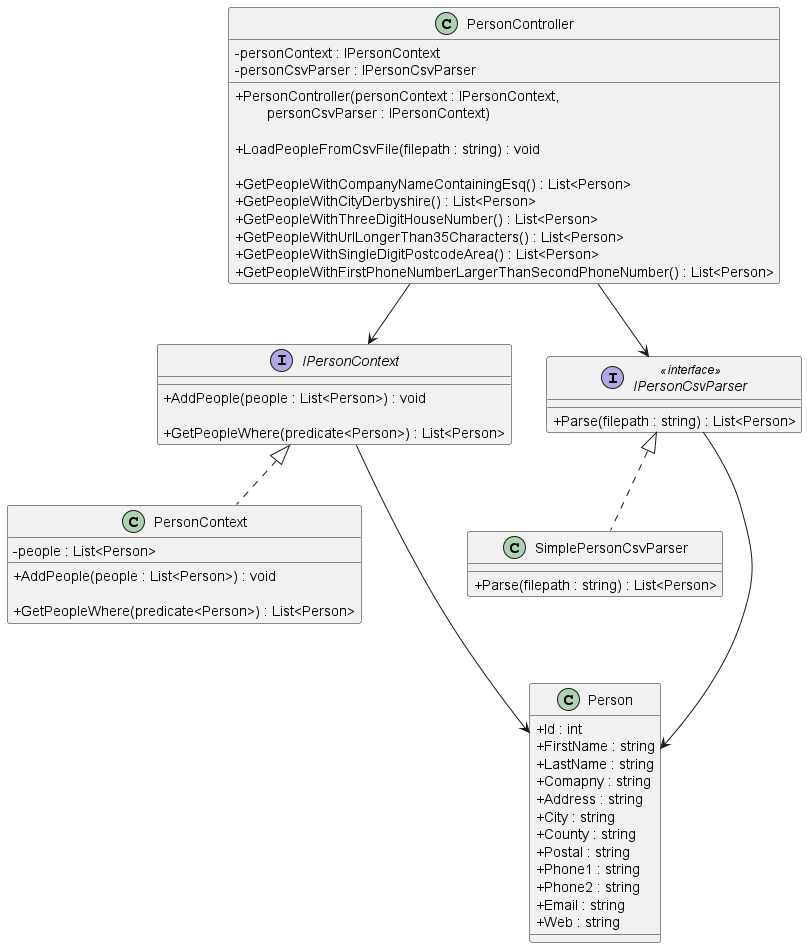 C PersonController
-personContext : IPersonContext
-personCsvParser : IPersonCsvParser
+PersonController(personContext : IPersonContext,
personCsvParser : IPersonContext)
+LoadPeopleFromCsvFile(filepath : string) : void
+GetPeopleWithCompanyNameContainingEsq() : List<Person>
+GetPeopleWithCityDerbyshire() : List<Person>
+GetPeopleWithThreeDigitHouseNumber() : List<Person>
+GetPeopleWithUrlLongerThan35Characters() : List<Person>
+GetPeopleWithSingleDigitPostcodeArea() : List<Person>
+GetPeopleWithFirstPhoneNumberLargerThanSecondPhoneNumber() : List<Person>
I IPersonContext
+AddPeople(people : List<Person>) : void
+GetPeopleWhere(predicate<Person>) : List<Person>
«interface»
I IPersonCsvParser
+Parse(filepath : string) : List<Person>
C PersonContext
-people : List<Person>
+AddPeople(people : List<Person>) : void
+GetPeopleWhere(predicate<Person>) : List<Person>
C SimplePersonCsvParser
+Parse(filepath : string) : List<Person>
C Person
+Id : int
+FirstName : string
+LastName : string
+Comapny : string
+Address : string
+City : string
+County : string
+Postal : string
+Phone1 : string
+Phone2 : string
+Email : string
+Web : string